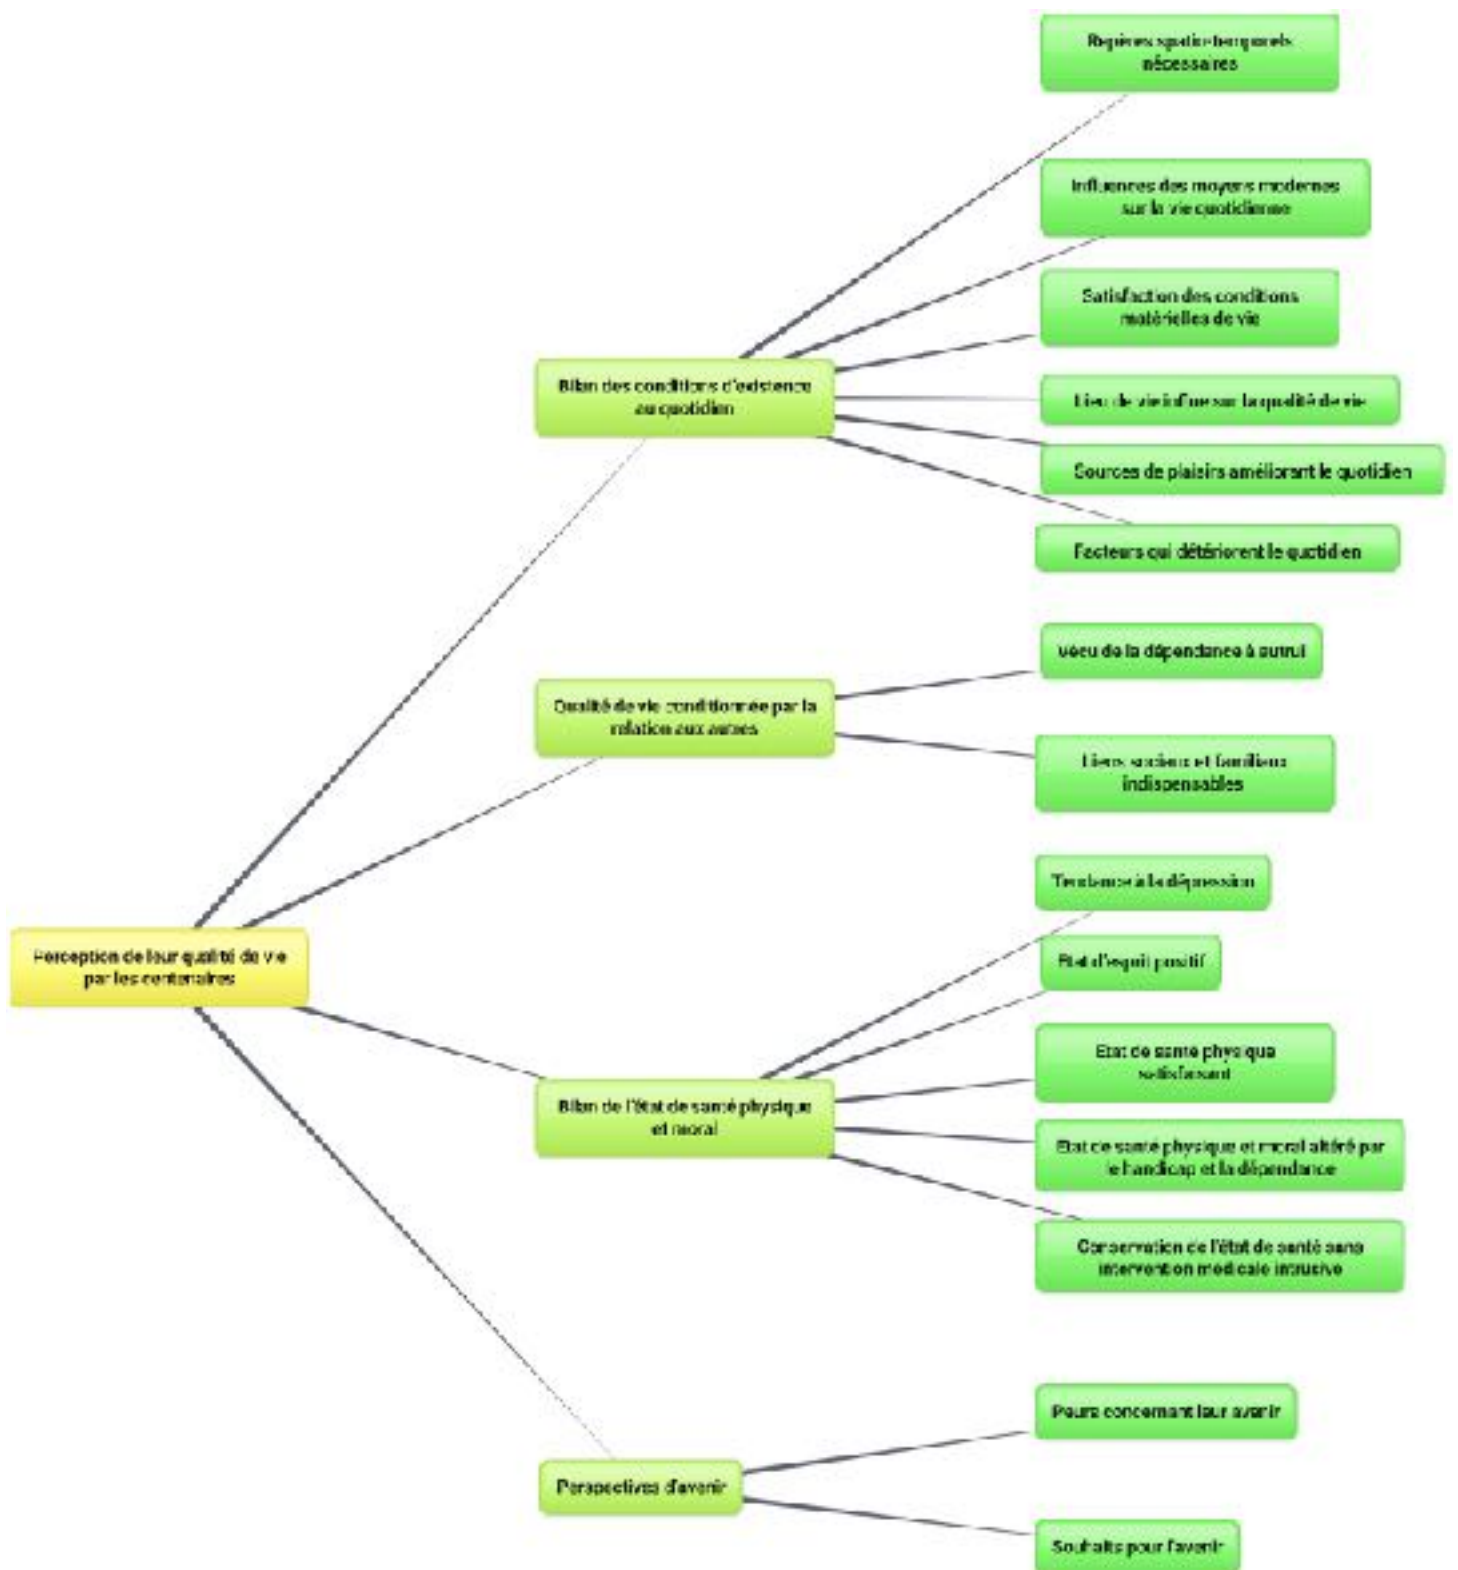 Repères spatio-temporels
nécessaires
Influences des moyens modernes
sur la vie quotidienne
Satisfaction des conditions
matérielles de vie
Bilan des conditions d'existence
au quotidien
Lieu de vie influe sur la qualité de vie
Sources de plaisirs améliorant le quotidien
Facteurs qui détériorent le quotidien
Vécu de la dépendance à autrui
Qualité de vie conditionnée par la
relation aux autres
Liens sociaux et familiaux
indispensables
Tendance à la dépression
Perception de leur qualité de vie
par les centenaires
Etat d'esprit positif
Etat de santé physique
satisfaisant
Bilan de l'état de santé physique
et moral
Etat de santé physique et moral altéré par
le handicap et la dépendance
Conservation de l'état de santé sans
intervention médicale intrusive
Peurs concernant leur avenir
Perspectives d'avenir
Souhaits pour l'avenir